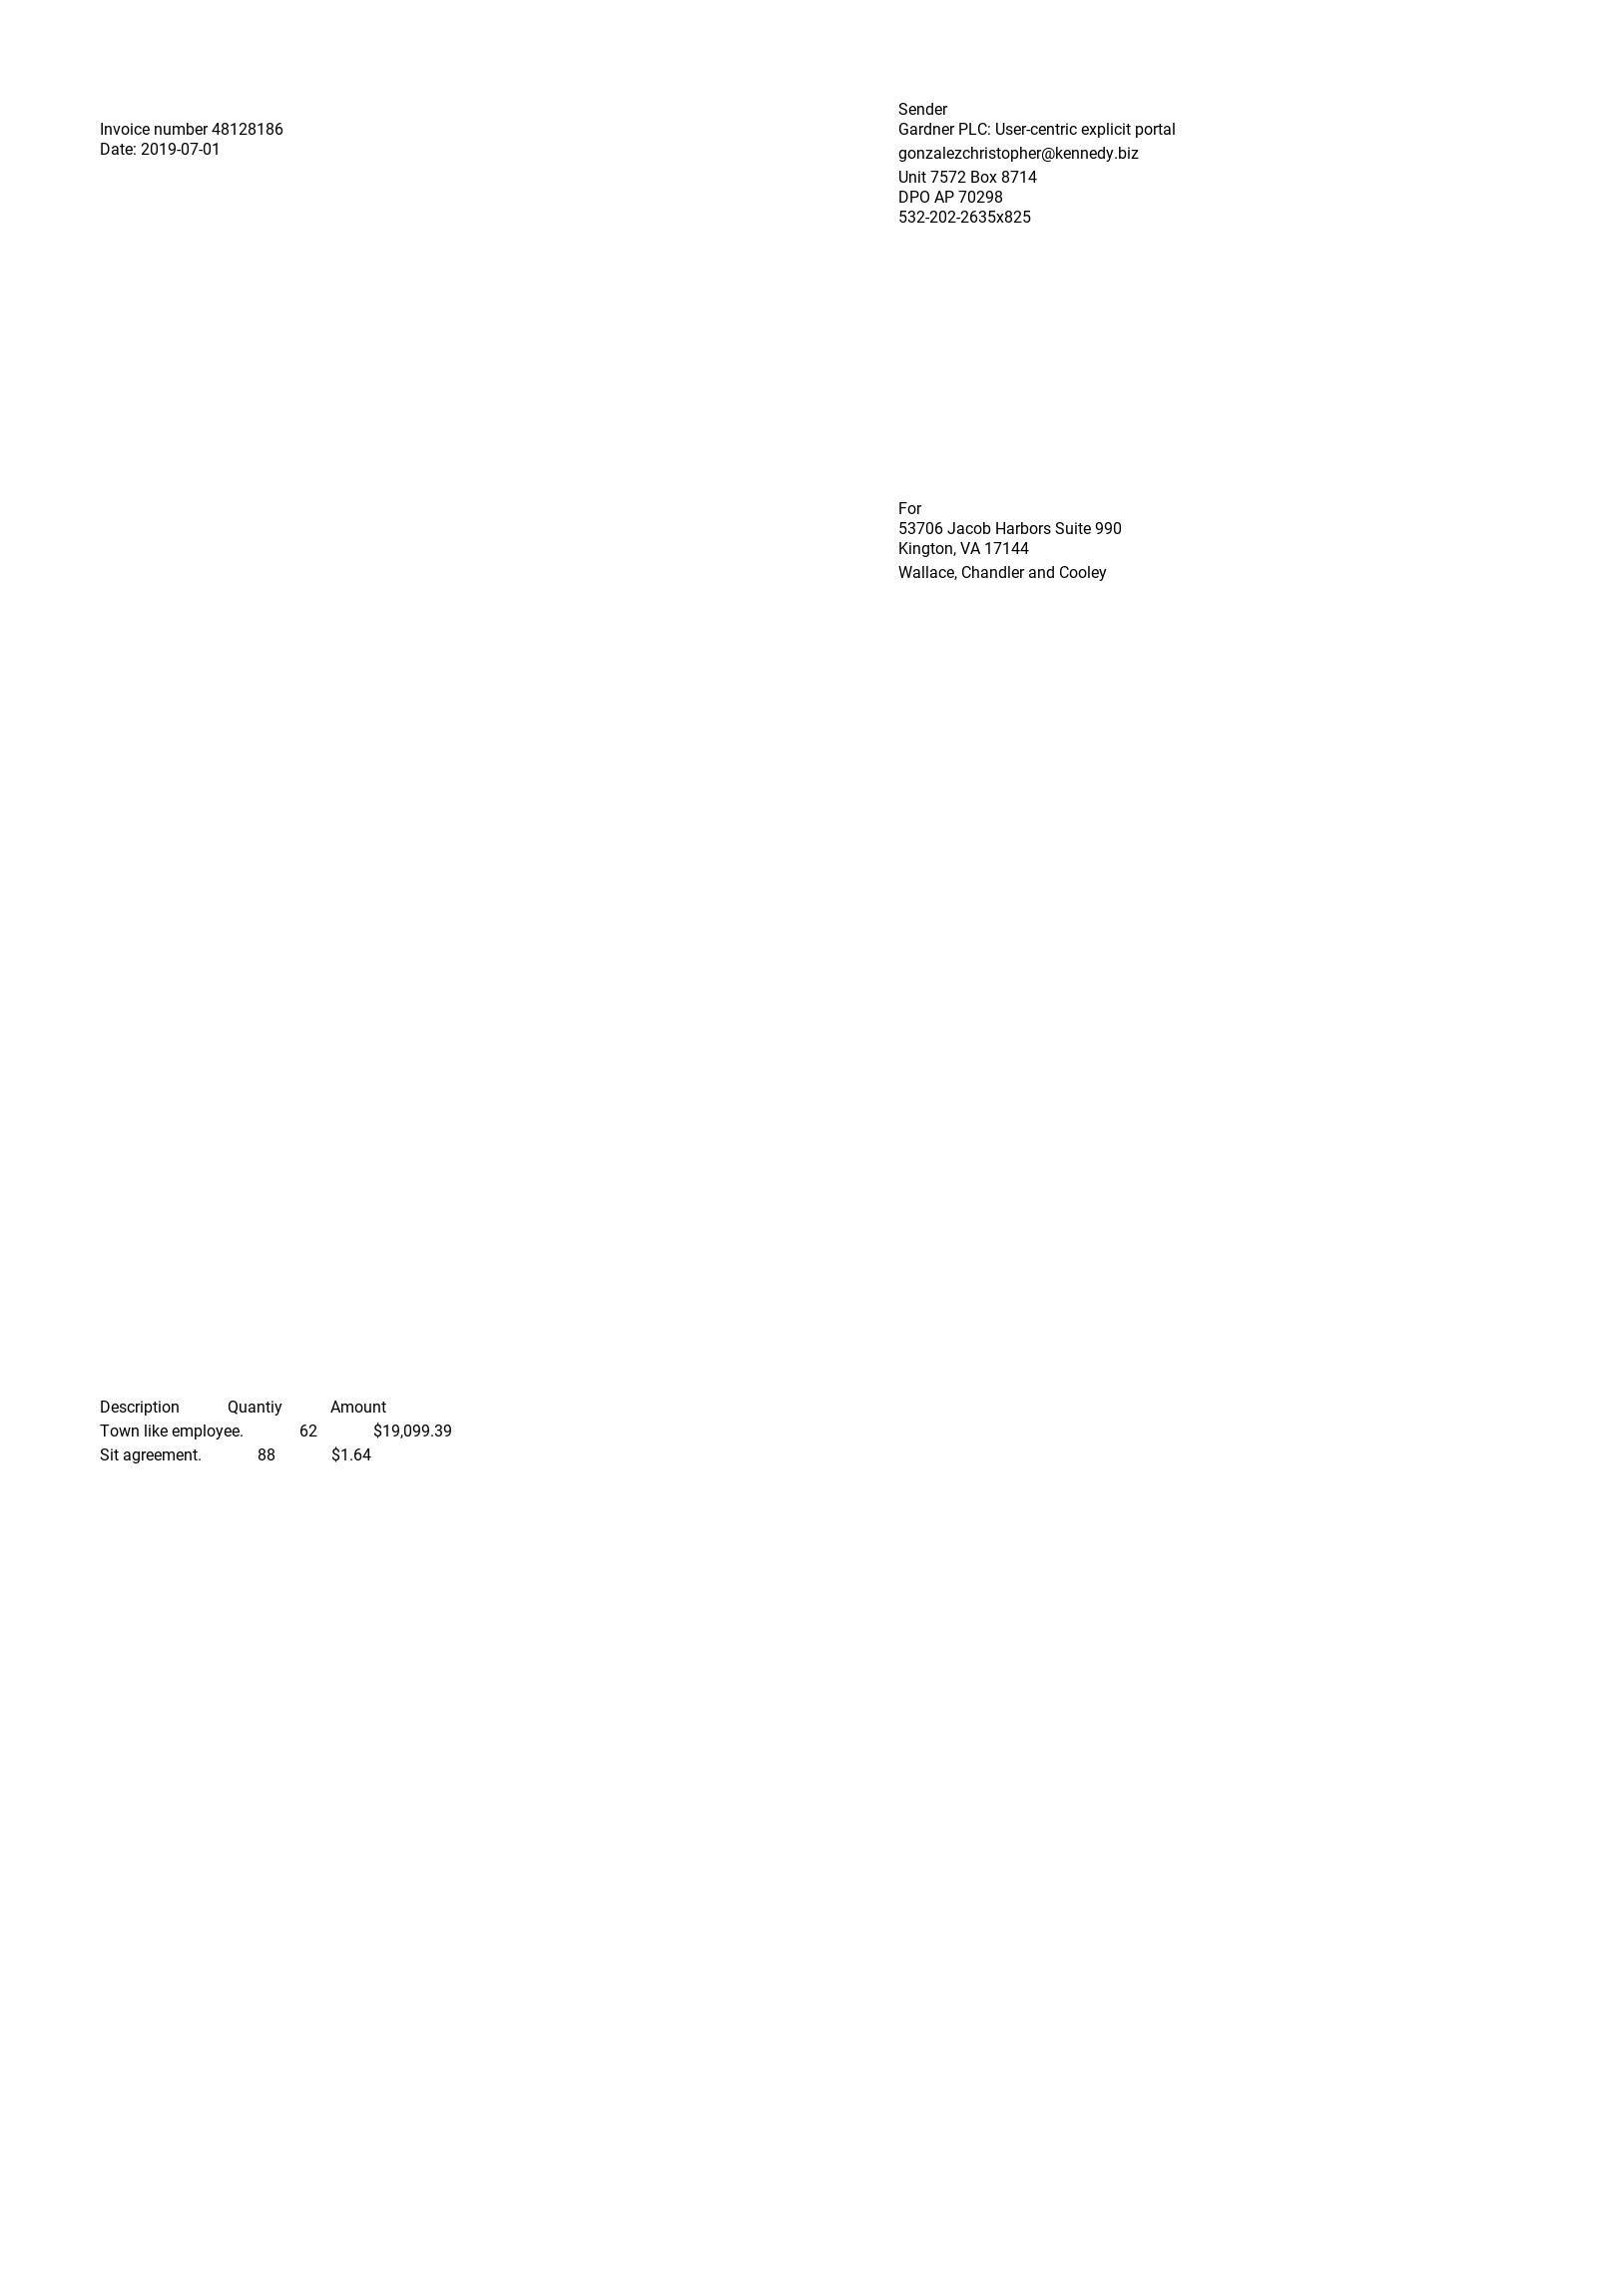 Invoice number 48128186
Date: 2019-07-01
Sender
Gardner PLC: User-centric explicit portal
gonzalezchristopher@kennedy.biz
Unit 7572 Box 8714
DPO AP 70298
532-202-2635x825
For
53706 Jacob Harbors Suite 990
Kington, VA 17144
Wallace, Chandler and Cooley
Description Quantiy Amount
Town like employee. 62 $19,099.39
Sit agreement. 88 $1.64